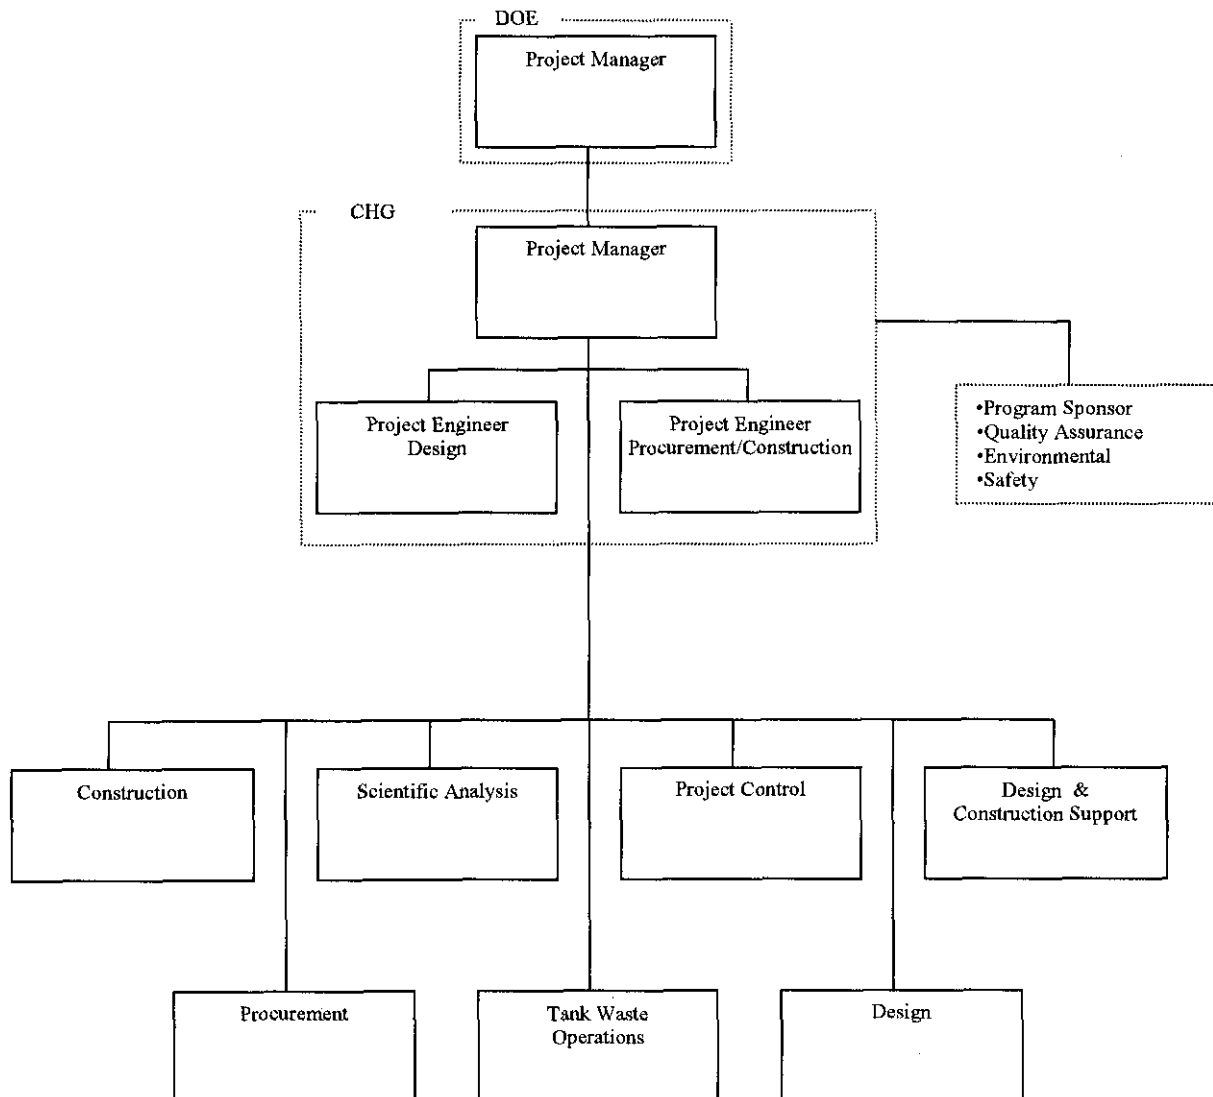 DOE
Project Manager
CHG
Project Manager
Project Engineer
Design
Project Engineer
Procurement/Construction
•Program Sponsor
•Quality Assurance
•Environmental
•Safety
Construction
Scientific Analysis
Project Control
Design &
Construction Support
Procurement
Tank Waste
Operations
Design